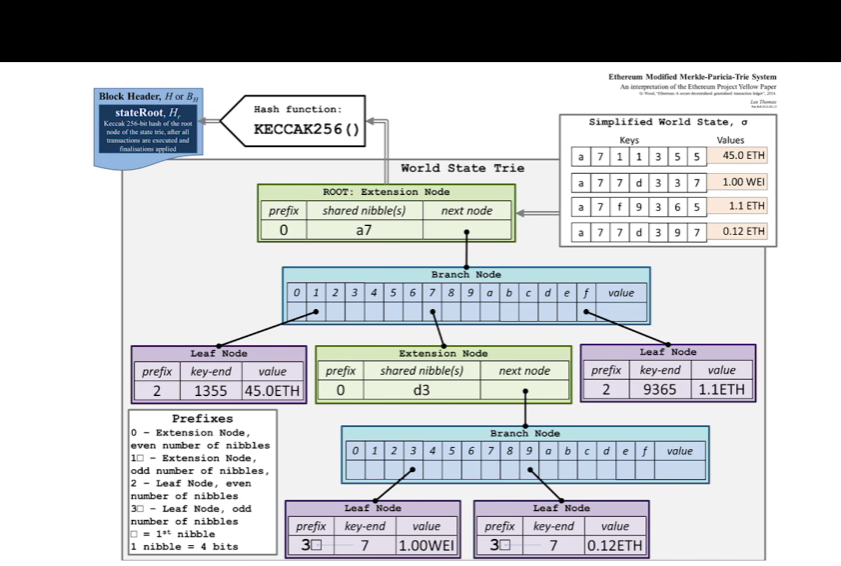 Ethereum Modified Merkle-Paricia-Trie System
An interpretation of the Ethereum Project Yellow Paper
G. Wood, "Ethereum: A secure decentralised generalised transaction ledger", 2014.
Lee Thomas
Block Header, H or B_H
stateRoot, H_r
Keccak 256-bit hash of the root
node of the state trie, after all
transactions are executed and
finalisations applied
Hash function:
KECCAK256()
Simplified World State, σ
Keys Values
a 7 1 1 3 5 5 45.0 ETH
a 7 7 d 3 3 7 1.00 WEI
a 7 f 9 3 6 5 1.1 ETH
a 7 7 d 3 9 7 0.12 ETH
World State Trie
ROOT: Extension Node
prefix shared nibble(s) next node
0 a7
Branch Node
0 1 2 3 4 5 6 7 8 9 a b c d e f value
Leaf Node
prefix key-end value
2 1355 45.0ETH
Extension Node
prefix shared nibble(s) next node
0 d3
Leaf Node
prefix key-end value
2 9365 1.1ETH
Prefixes
0 - Extension Node,
even number of nibbles
1□ - Extension Node,
odd number of nibbles,
2 - Leaf Node, even
number of nibbles
3□ - Leaf Node, odd
number of nibbles
□ = 1st nibble
1 nibble = 4 bits
Branch Node
0 1 2 3 4 5 6 7 8 9 a b c d e f value
Leaf Node
prefix key-end value
3□ 7 1.00WEI
Leaf Node
prefix key-end value
3□ 7 0.12ETH